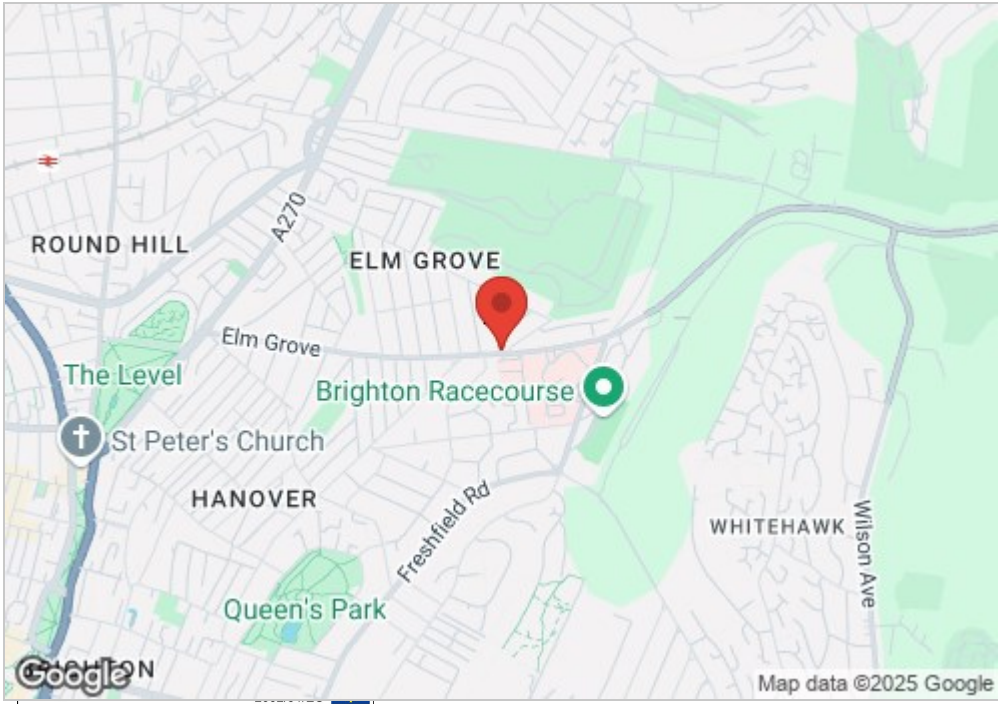 A270
ROUND HILL
ELM GROVE
Elm Grove
The Level
Brighton Racecourse
St Peter's Church
HANOVER
Freshfield Rd
WHITEHAWK
Wilson Ave
Queen's Park
Google
Map data ©2025 Google